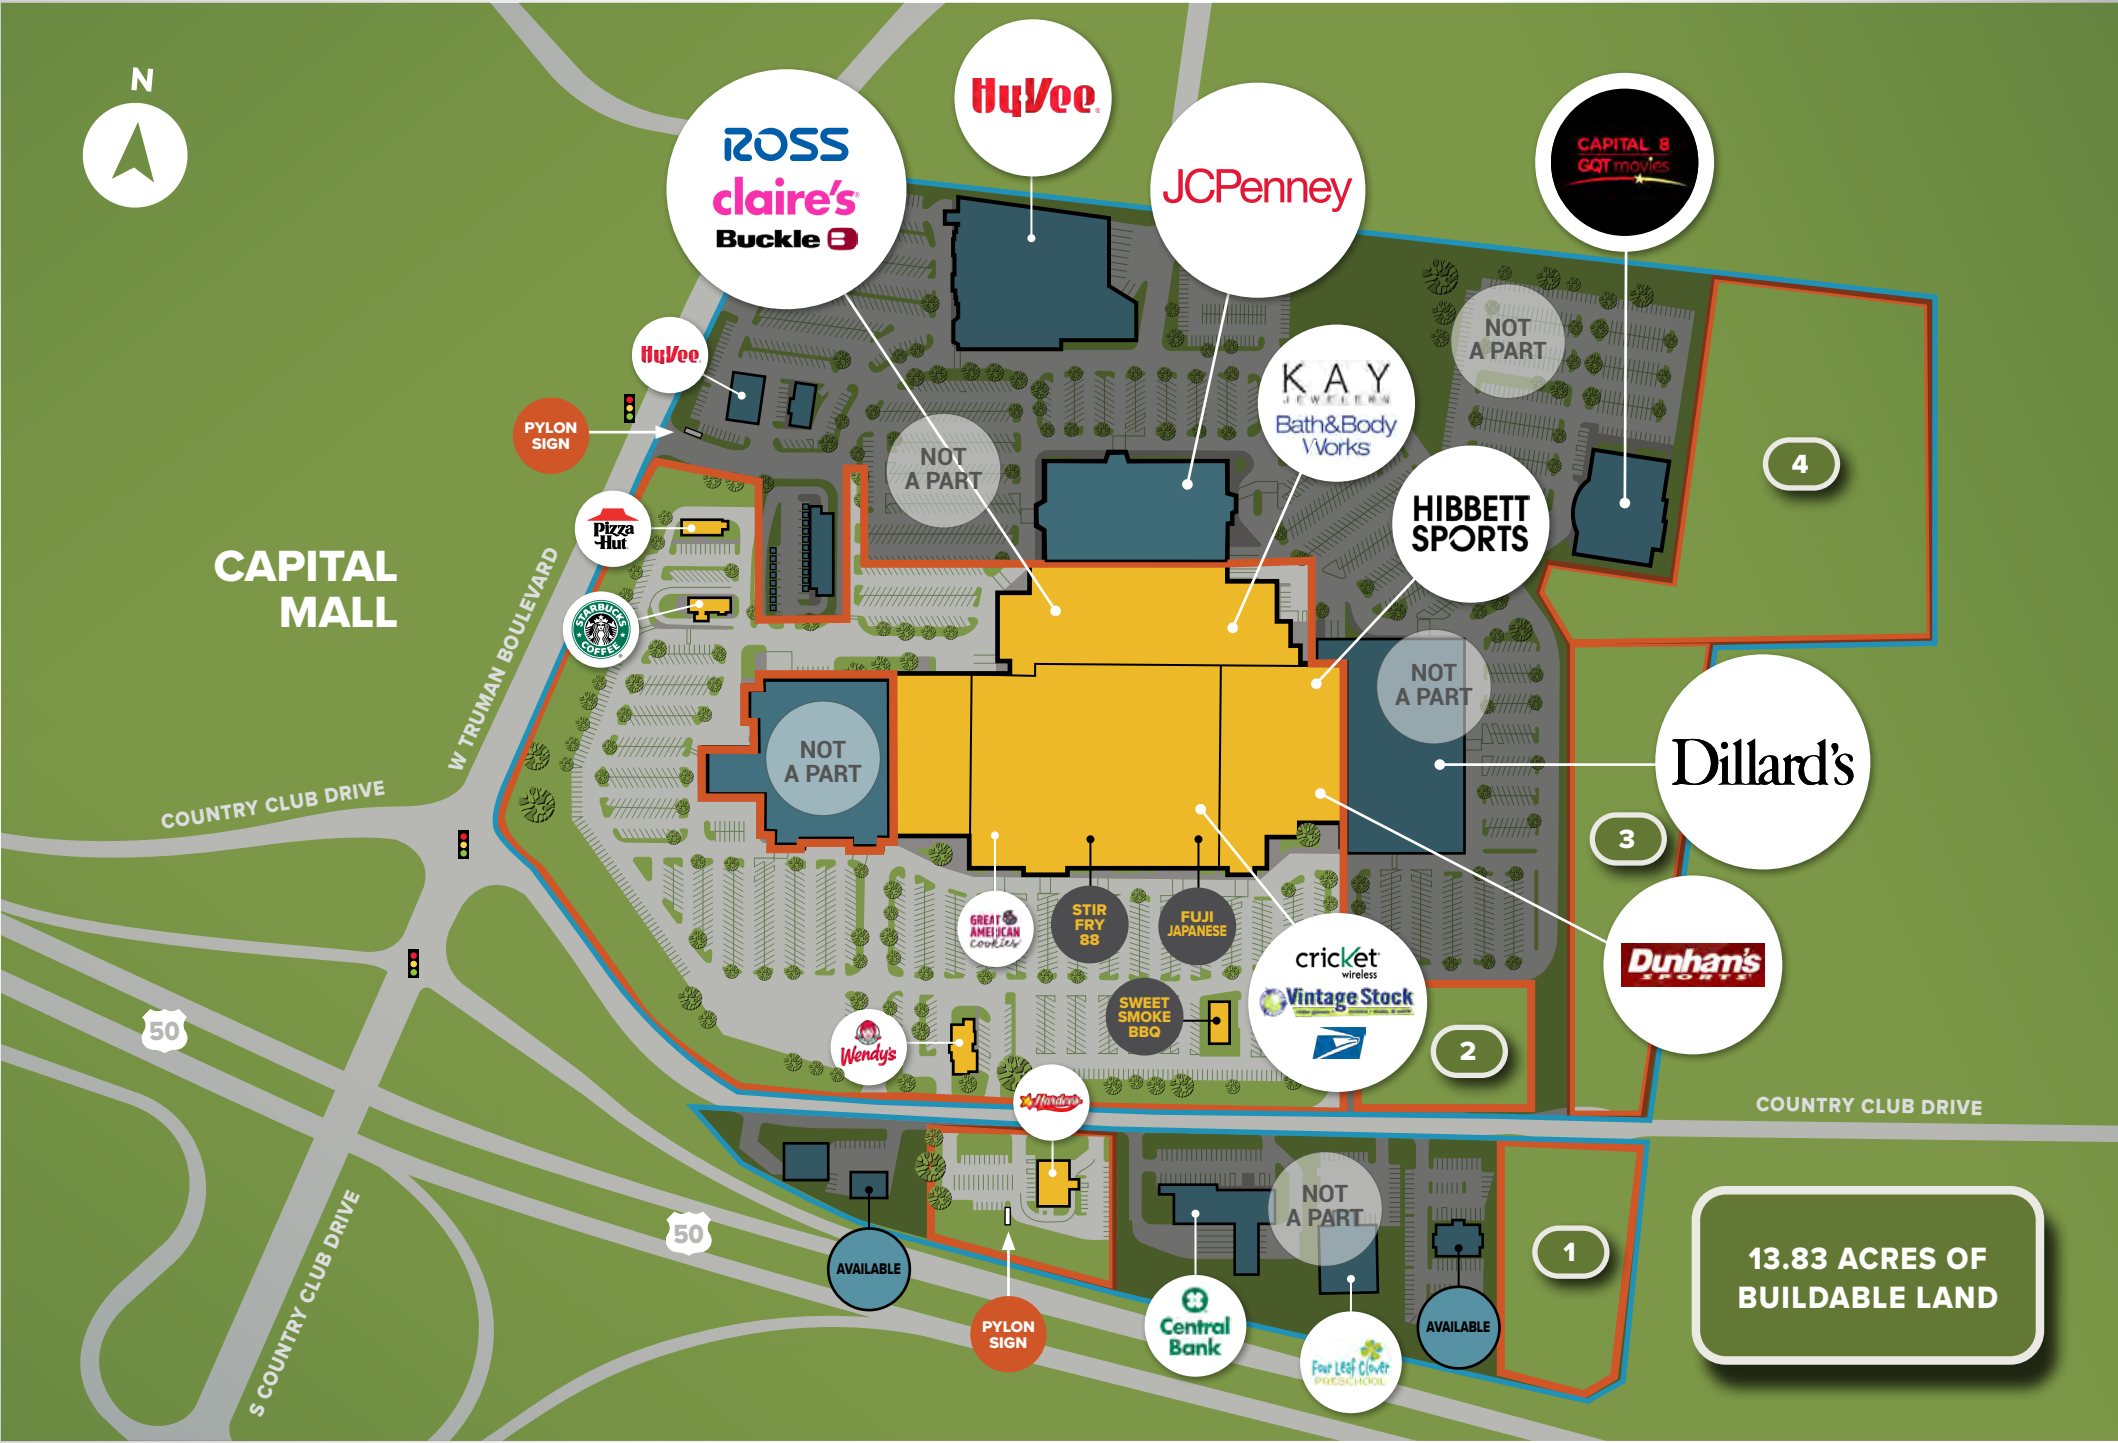 N
ROSS
claire's
Buckle B
HyVee
JCPenney
CAPITAL 8
GQT movies
HyVee
PYLON
SIGN
NOT
A PART
KAY
JEWELERS
Bath&Body
Works
NOT
A PART
HIBBETT
SPORTS
4
Pizza
Hut
STARBUCKS
COFFEE
CAPITAL
MALL
W TRUMAN BOULEVARD
NOT
A PART
NOT
A PART
Dillard's
COUNTRY CLUB DRIVE
3
GREAT
AMERICAN
cookies
STIR
FRY
88
FUJI
JAPANESE
cricket
wireless
Vintage Stock
Dunham's
SPORTS
50
SWEET
SMOKE
BBQ
Wendy's
2
Hardee's
COUNTRY CLUB DRIVE
S COUNTRY CLUB DRIVE
50
AVAILABLE
PYLON
SIGN
NOT
A PART
Central
Bank
Four Leaf Clover
PRESCHOOL
AVAILABLE
1
13.83 ACRES OF
BUILDABLE LAND